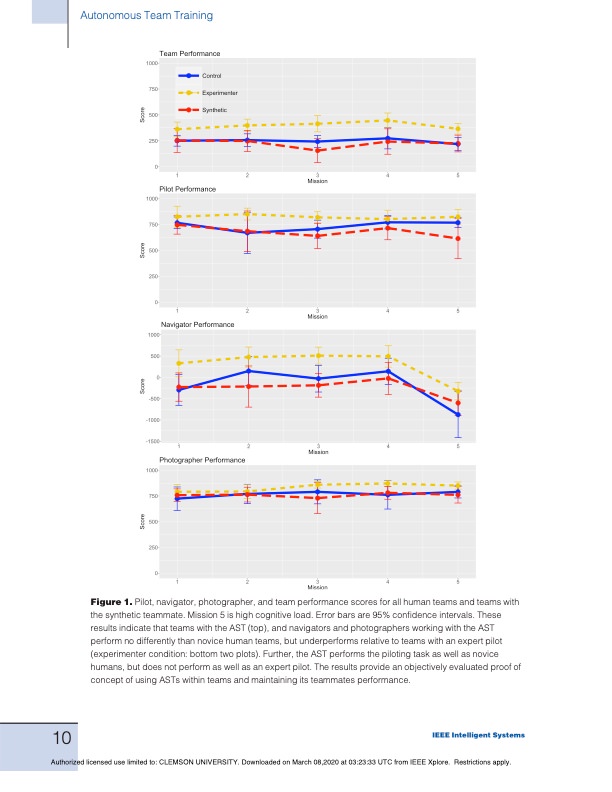 Autonomous Team Training
Team Performance
1000
750
500
250
0
Score
Control
Experimenter
Synthetic
1 2 3 4 5
Mission
Pilot Performance
1000
750
500
250
0
Score
1 2 3 4 5
Mission
Navigator Performance
1000
500
0
-500
-1000
-1500
Score
1 2 3 4 5
Mission
Photographer Performance
1000
750
500
250
0
Score
1 2 3 4 5
Mission
Figure 1. Pilot, navigator, photographer, and team performance scores for all human teams and teams with
the synthetic teammate. Mission 5 is high cognitive load. Error bars are 95% confidence intervals. These
results indicate that teams with the AST (top), and navigators and photographers working with the AST
perform no differently than novice human teams, but underperforms relative to teams with an expert pilot
(experimenter condition: bottom two plots). Further, the AST performs the piloting task as well as novice
humans, but does not perform as well as an expert pilot. The results provide an objectively evaluated proof of
concept of using ASTs within teams and maintaining its teammates performance.
10
IEEE Intelligent Systems
Authorized licensed use limited to: CLEMSON UNIVERSITY. Downloaded on March 08,2020 at 03:23:33 UTC from IEEE Xplore. Restrictions apply.